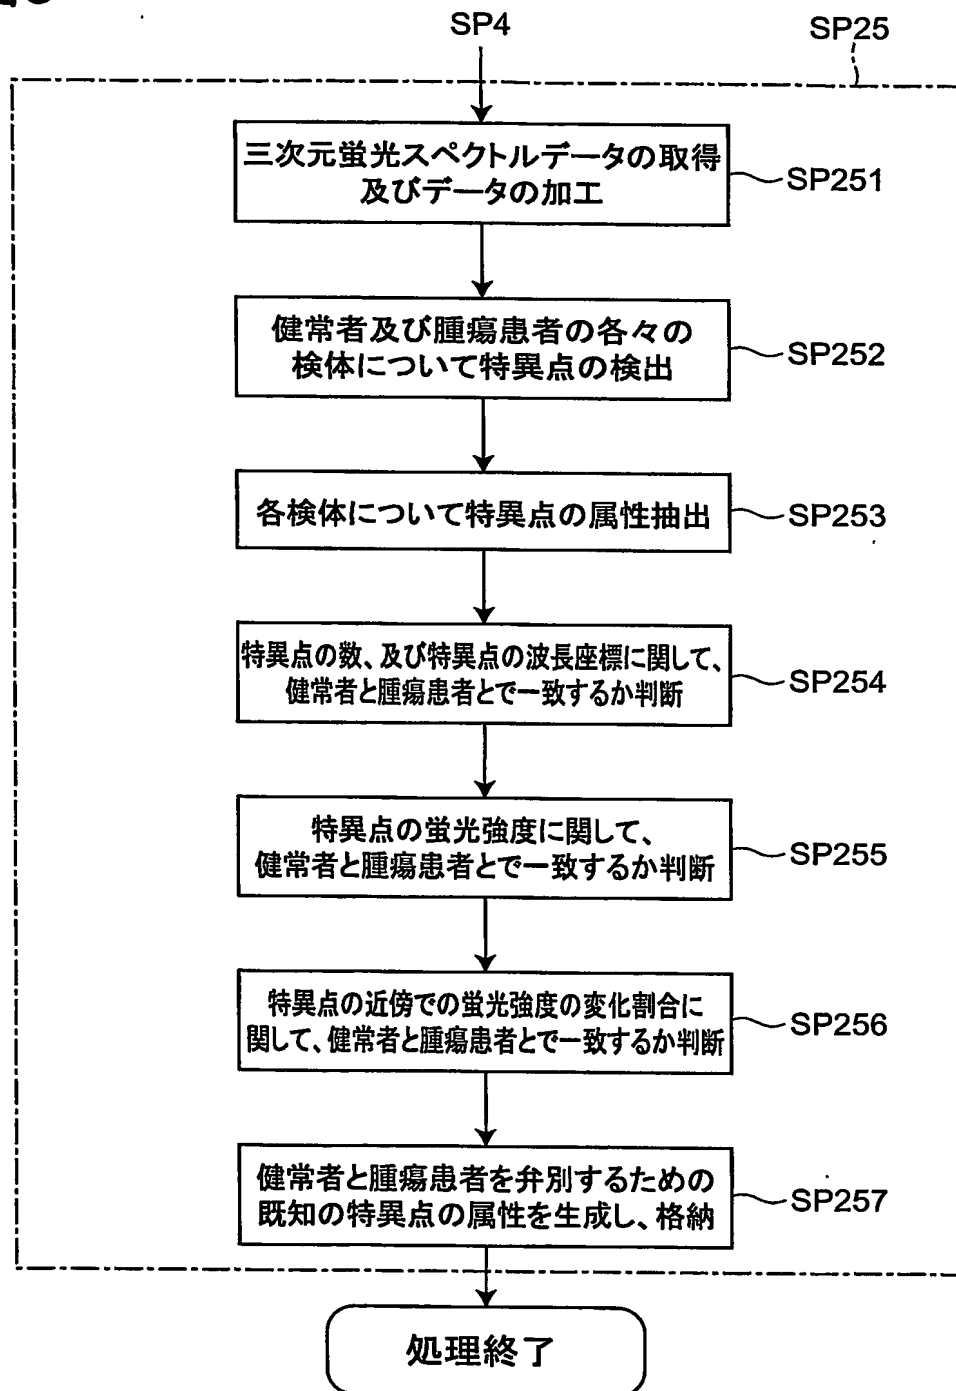 SP4
SP25
三次元蛍光スペクトルデータの取得
及びデータの加工
SP251
健常者及び腫瘍患者の各々の
検体について特異点の検出
SP252
各検体について特異点の属性抽出
SP253
特異点の数、及び特異点の波長座標に関して、
健常者と腫瘍患者とで一致するか判断
SP254
特異点の蛍光強度に関して、
健常者と腫瘍患者とで一致するか判断
SP255
特異点の近傍での蛍光強度の変化割合に
関して、健常者と腫瘍患者とで一致するか判断
SP256
健常者と腫瘍患者を弁別するための
既知の特異点の属性を生成し、格納
SP257
処理終了